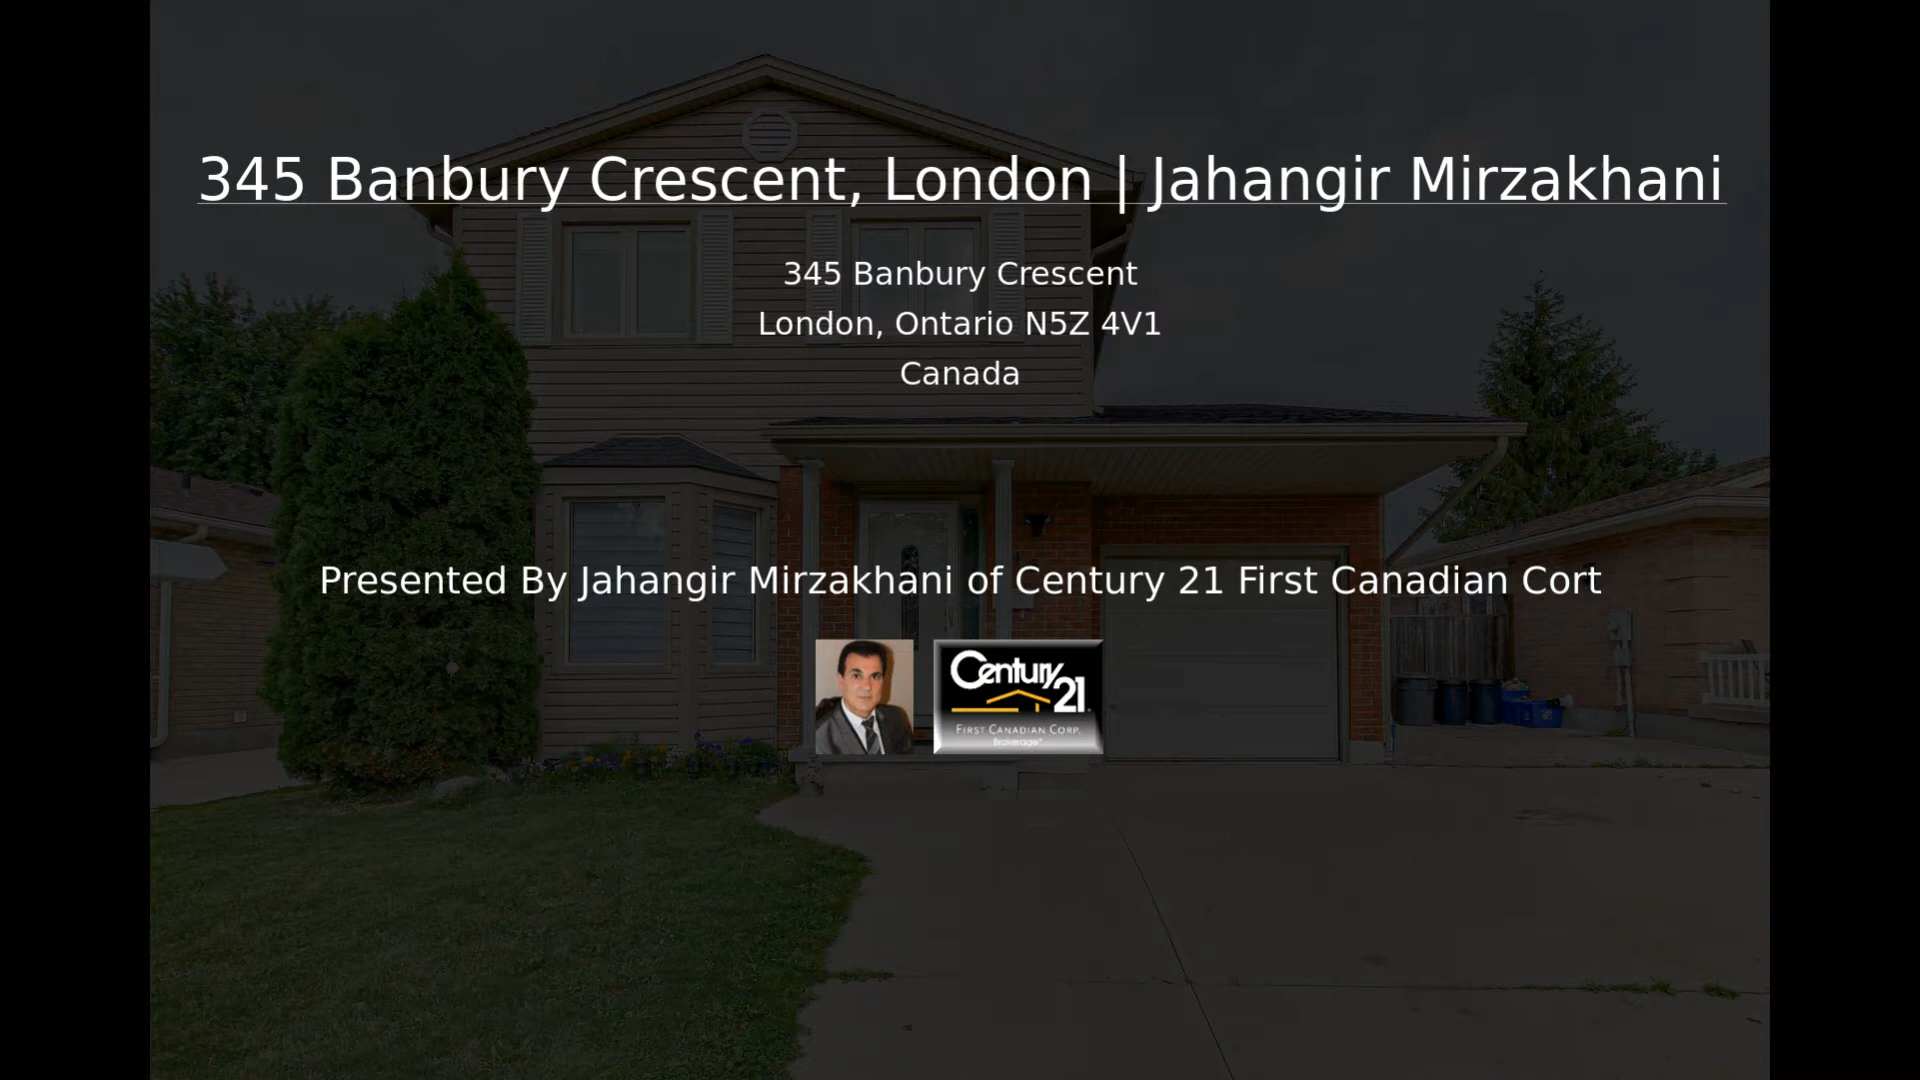 345 Banbury Crescent, London | Jahangir Mirzakhani
345 Banbury Crescent
London, Ontario N5Z 4V1
Canada
Presented By Jahangir Mirzakhani of Century 21 First Canadian Cort
Century 21
FIRST CANADIAN CORP.
Brokerage*